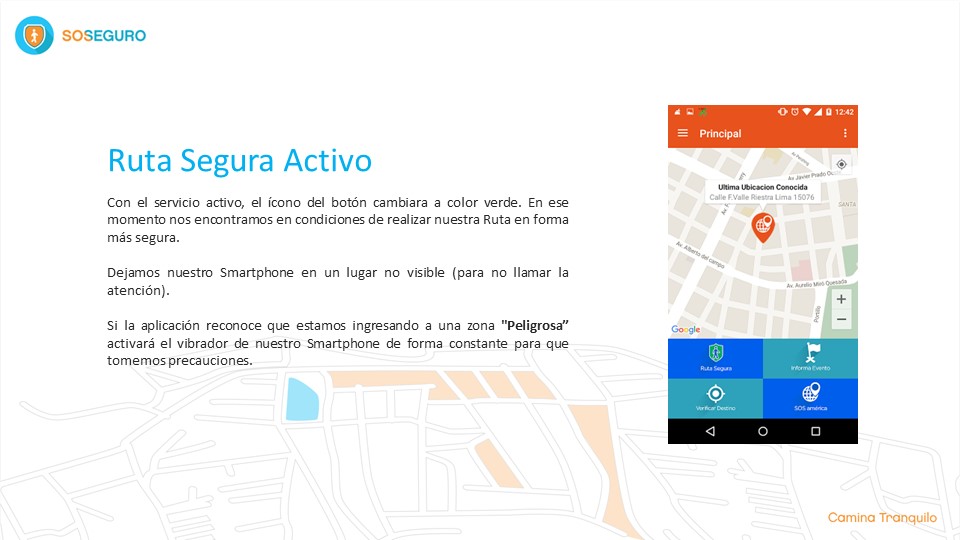 SOSEGURO
Ruta Segura Activo
Con el servicio activo, el ícono del botón cambiara a color verde. En ese
momento nos encontramos en condiciones de realizar nuestra Ruta en forma
más segura.
Dejamos nuestro Smartphone en un lugar no visible (para no llamar la
atención).
Si la aplicación reconoce que estamos ingresando a una zona "Peligrosa”
activará el vibrador de nuestro Smartphone de forma constante para que
tomemos precauciones.
12:42
Principal
Av. Javier Prado
Ultima Ubicacion Conocida
Calle F.Valle Riestra Lima 15076
SANTA
Av. Alberto del campo
Av. Aurelio Miró Quesada
Portillo
Google
Ruta Segura
Informa Evento
Verificar Destino
SOS américa
Camina Tranquilo